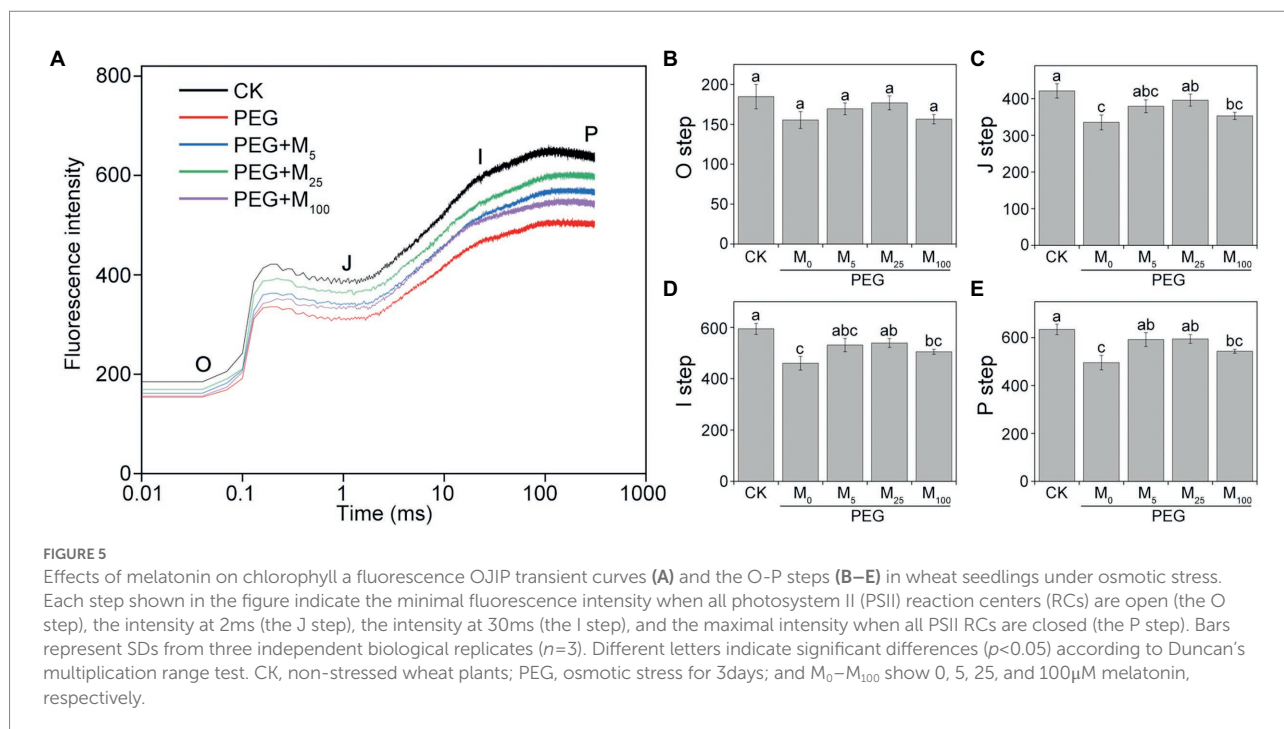 A
800
600
400
200
0
Fluorescence intensity
CK
PEG
PEG+M5
PEG+M25
PEG+M100
O
J
I
P
0.01 0.1 1 10 100 1000
Time (ms)
B
200
150
100
50
0
O step
a a a a a
CK M0 M5 M25 M100
PEG
C
400
300
200
100
0
J step
a c abc ab bc
CK M0 M5 M25 M100
PEG
D
600
400
200
0
I step
a c abc ab bc
CK M0 M5 M25 M100
PEG
E
600
400
200
0
P step
a c ab ab bc
CK M0 M5 M25 M100
PEG
FIGURE 5
Effects of melatonin on chlorophyll a fluorescence OJIP transient curves (A) and the O-P steps (B–E) in wheat seedlings under osmotic stress.
Each step shown in the figure indicate the minimal fluorescence intensity when all photosystem II (PSII) reaction centers (RCs) are open (the O
step), the intensity at 2ms (the J step), the intensity at 30ms (the I step), and the maximal intensity when all PSII RCs are closed (the P step). Bars
represent SDs from three independent biological replicates (n=3). Different letters indicate significant differences (p<0.05) according to Duncan's
multiplication range test. CK, non-stressed wheat plants; PEG, osmotic stress for 3days; and M0–M100 show 0, 5, 25, and 100μM melatonin,
respectively.